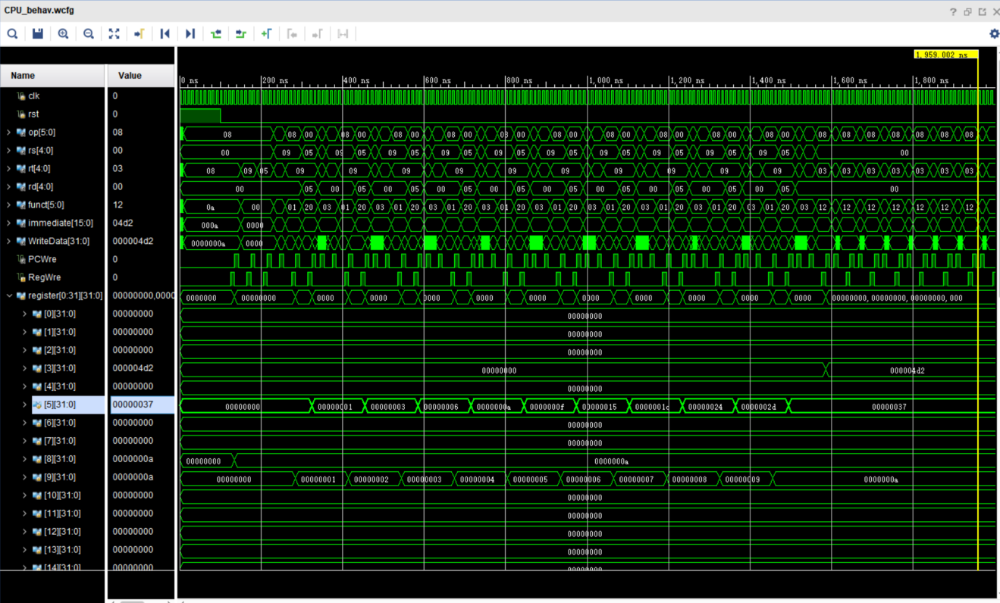 CPU_behav.wcfg
1,959.002 ns
Name Value
0 ns 200 ns 400 ns 600 ns 800 ns 1,000 ns 1,200 ns 1,400 ns 1,600 ns 1,800 ns
clk 0
rst 0
op[5:0] 08 08 08 00 08 00 08 00 08 00 08 00 08 00 08 00 08 00 08 00 08 00 08 08 08 08 08 08 08
rs[4:0] 00 00 09 05 09 05 09 05 09 05 09 05 09 05 09 05 09 05 09 05 09 05 00
rt[4:0] 03 08 09 05 09 09 09 09 09 09 09 09 09 09 03 03 03 03 03 03 03
rd[4:0] 00 00 05 00 05 00 05 00 05 00 05 00 05 00 05 00 05 00 05 00 05 00
funct[5:0] 12 0a 00 01 20 03 01 20 03 01 20 03 01 20 03 01 20 03 01 20 03 01 20 03 01 20 03 01 20 03 01 20 03 12 12 12 12 12 12 12
immediate[15:0] 04d2 000a 0000
WriteData[31:0] 000004d2 0000000a 0000
PCWre 0
RegWre 0
register[0:31][31:0] 00000000,0000 0000000 00000000 0000 0000 0000 0000 0000 0000 0000 0000 0000 0000 00000000, 00000000, 00000000, 000
[0][31:0] 00000000 00000000
[1][31:0] 00000000 00000000
[2][31:0] 00000000 00000000
[3][31:0] 000004d2 00000000 000004d2
[4][31:0] 00000000 00000000
[5][31:0] 00000037 00000000 00000001 00000003 00000006 0000000a 0000000f 00000015 0000001c 00000024 0000002d 00000037
[6][31:0] 00000000 00000000
[7][31:0] 00000000 00000000
[8][31:0] 0000000a 00000000 0000000a
[9][31:0] 0000000a 00000000 00000001 00000002 00000003 00000004 00000005 00000006 00000007 00000008 00000009 0000000a
[10][31:0] 00000000 00000000
[11][31:0] 00000000 00000000
[12][31:0] 00000000 00000000
[13][31:0] 00000000 00000000
[14][31:0] 00000000 00000000